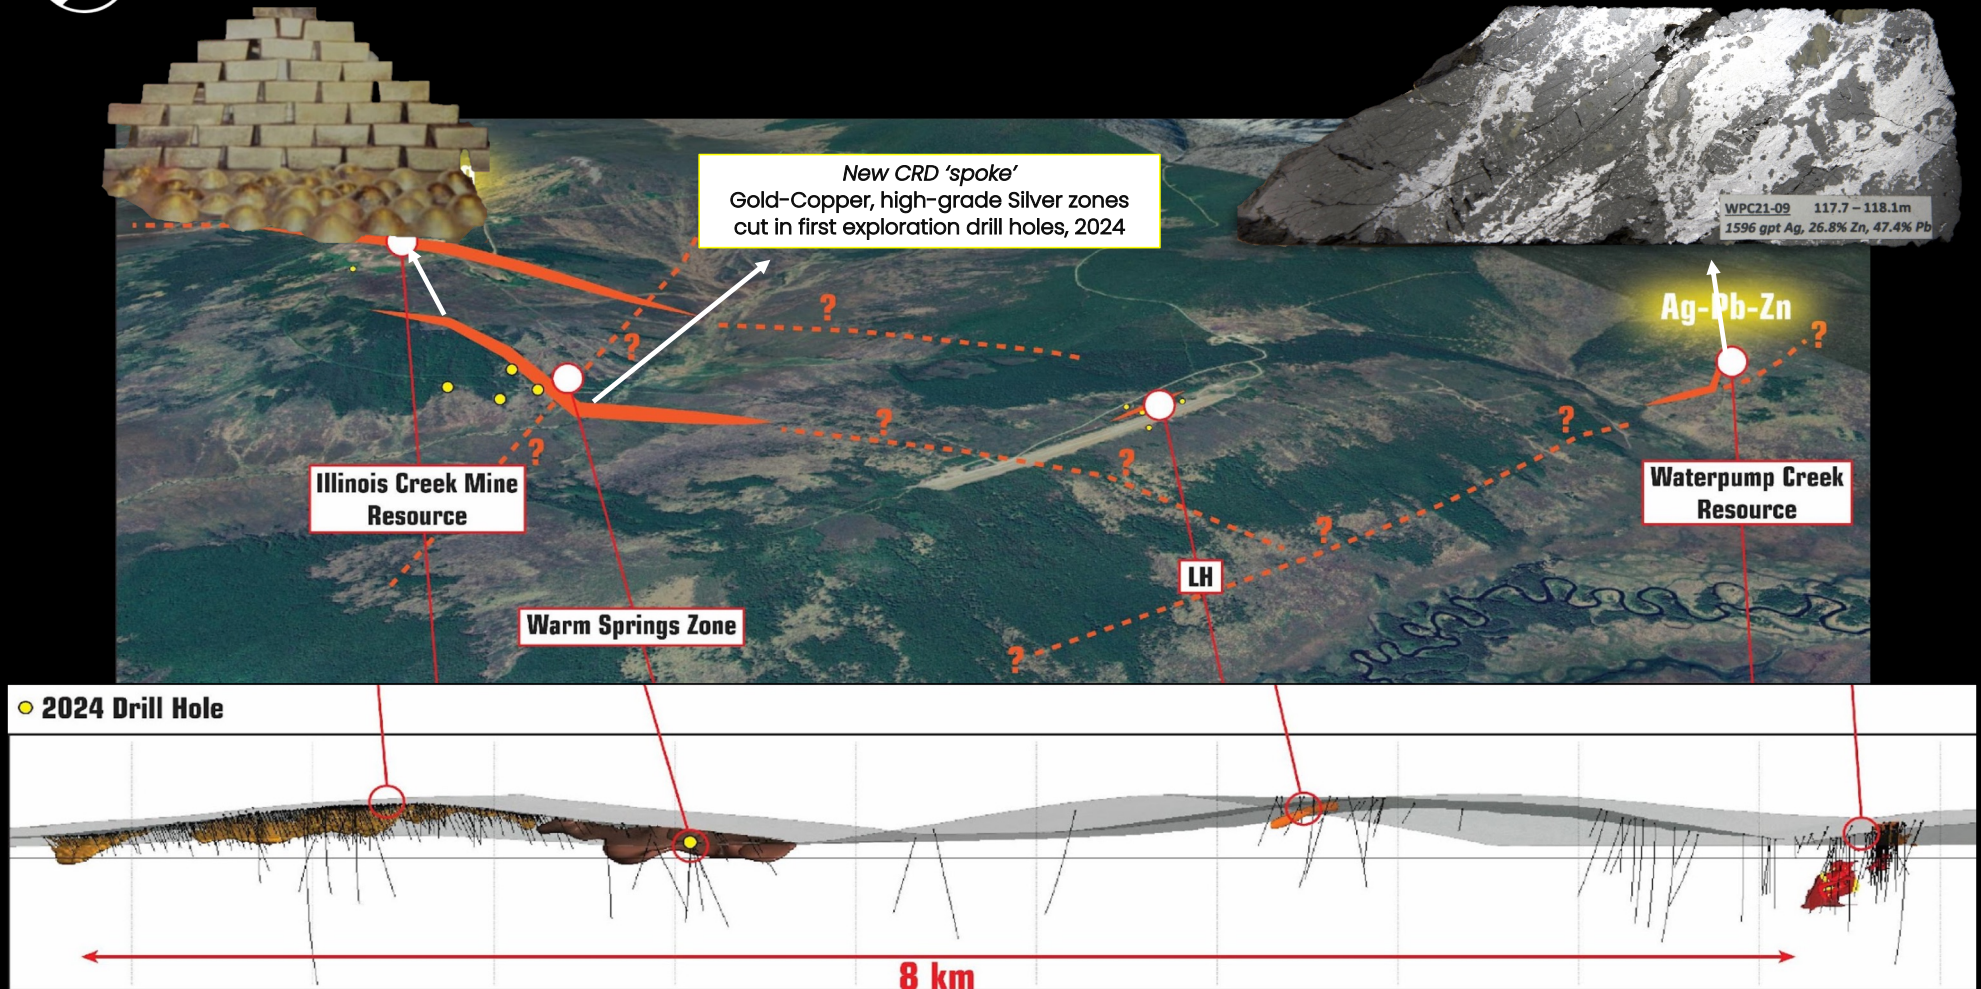 New CRD ‘spoke’
Gold-Copper, high-grade Silver zones
cut in first exploration drill holes, 2024
WPC21-09 117.7 – 118.1m
1596 gpt Ag, 26.8% Zn, 47.4% Pb
Ag-Pb-Zn
?
?
?
?
?
?
?
?
?
Illinois Creek Mine
Resource
Waterpump Creek
Resource
LH
Warm Springs Zone
2024 Drill Hole
8 km